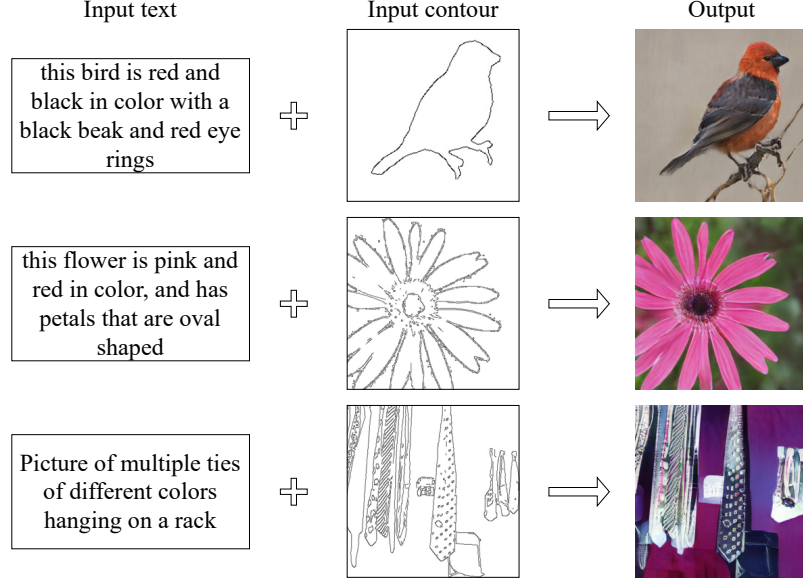 Input text
Input contour
Output
this bird is red and
black in color with a
black beak and red eye
rings
this flower is pink and
red in color, and has
petals that are oval
shaped
Picture of multiple ties
of different colors
hanging on a rack